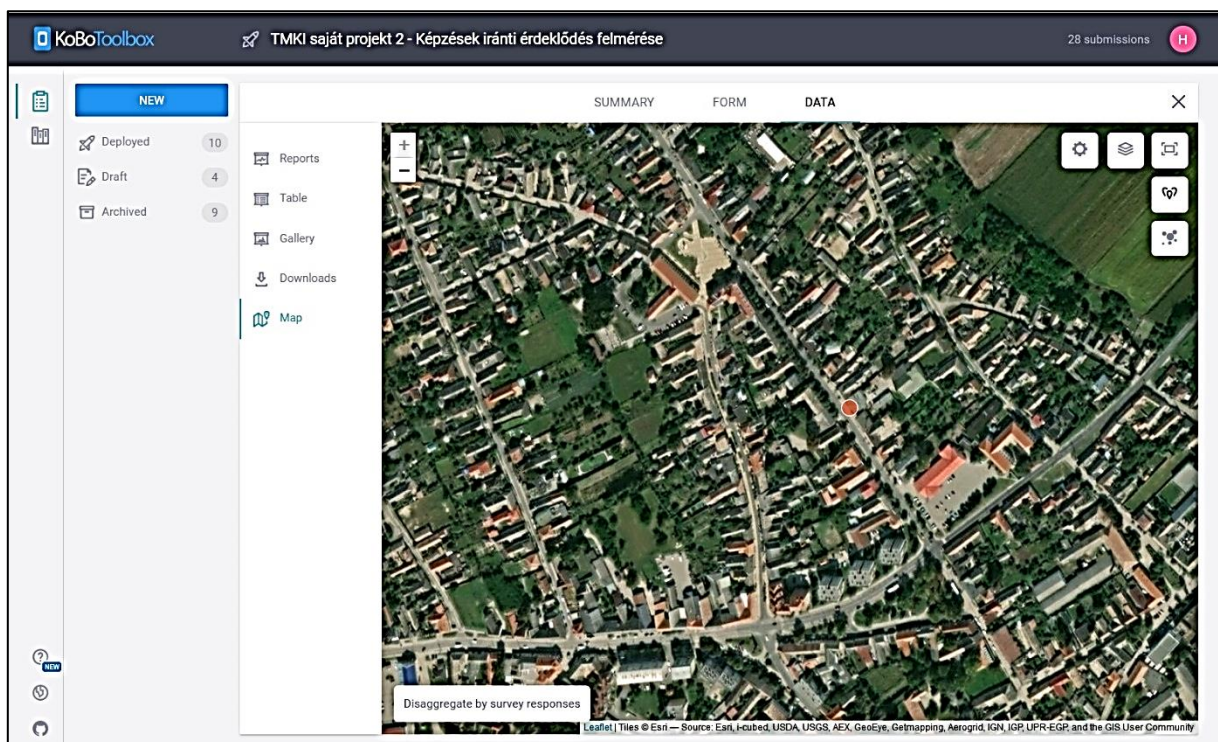 KoBoToolbox
TMKI saját projekt 2 - Képzések iránti érdeklődés felmérése
28 submissions
H
NEW
Deployed 10
Draft 4
Archived 9
SUMMARY FORM DATA
Reports
Table
Gallery
Downloads
Map
+
-
NEW
Disaggregate by survey responses
Leaflet | Tiles © Esri — Source: Esri, i-cubed, USDA, USGS, AEX, GeoEye, Getmapping, Aerogrid, IGN, IGP, UPR-EGP, and the GIS User Community